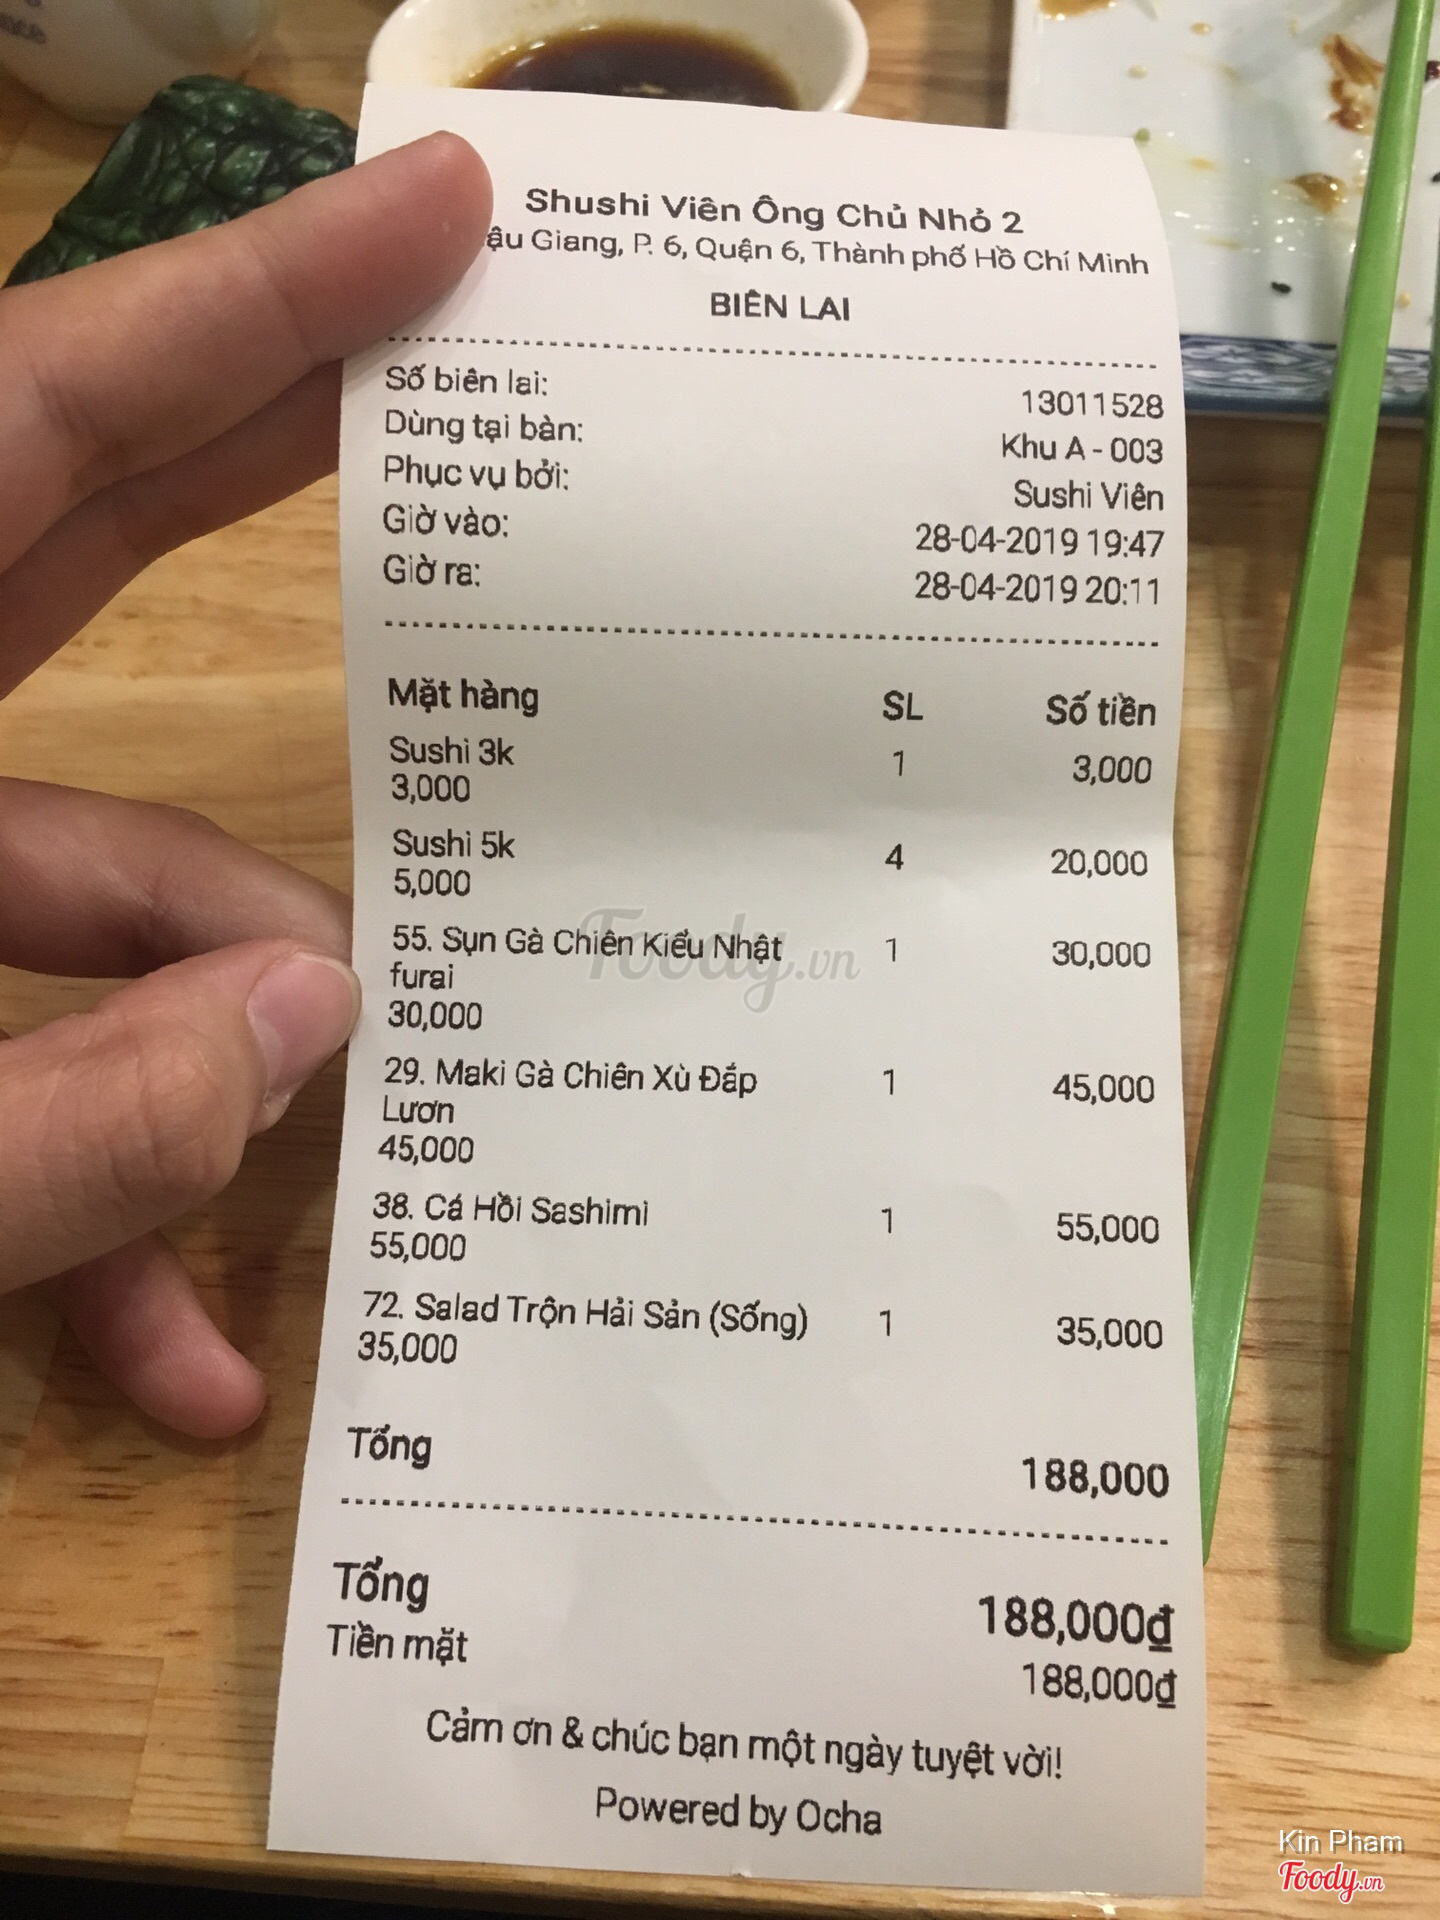 Shushi Viên Ông Chủ Nhỏ 2
Giang, P. 6, Quận 6, Thành phố Hồ Chí Minh
BIÊN LAI
Số biên lai: 13011528
Dùng tại bàn: Khu A - 003
Phục vụ bởi: Sushi Viên
Giờ vào: 28-04-2019 19:47
Giờ ra: 28-04-2019 20:11
Mặt hàng SL Số tiền
Sushi 3k 1 3,000
3,000
Sushi 5k 4 20,000
5,000
55. Sụn Gà Chiên Kiểu Nhật 1 30,000
furai
30,000
29. Maki Gà Chiên Xù Đắp 1 45,000
Lươn
45,000
38. Cá Hồi Sashimi 1 55,000
55,000
72. Salad Trộn Hải Sản (Sống) 1 35,000
35,000
Tổng 188,000
Tổng 188,000₫
Tiền mặt 188,000₫
Cảm ơn & chúc bạn một ngày tuyệt vời!
Powered by Ocha
Foody.vn
Kin Pham
Foody.vn